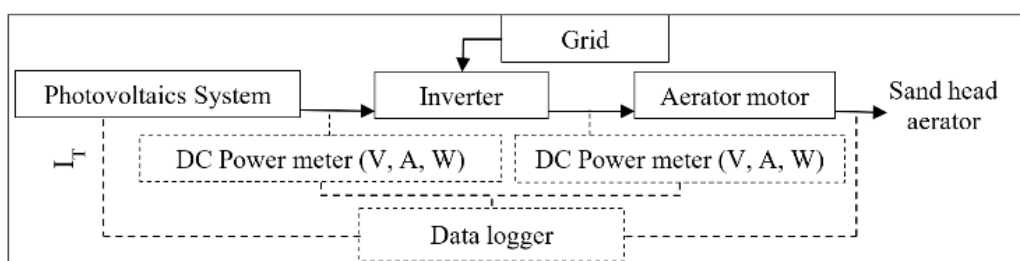 Grid
Photovoltaics System
Inverter
Aerator motor
Sand head
aerator
I_T
DC Power meter (V, A, W)
DC Power meter (V, A, W)
Data logger